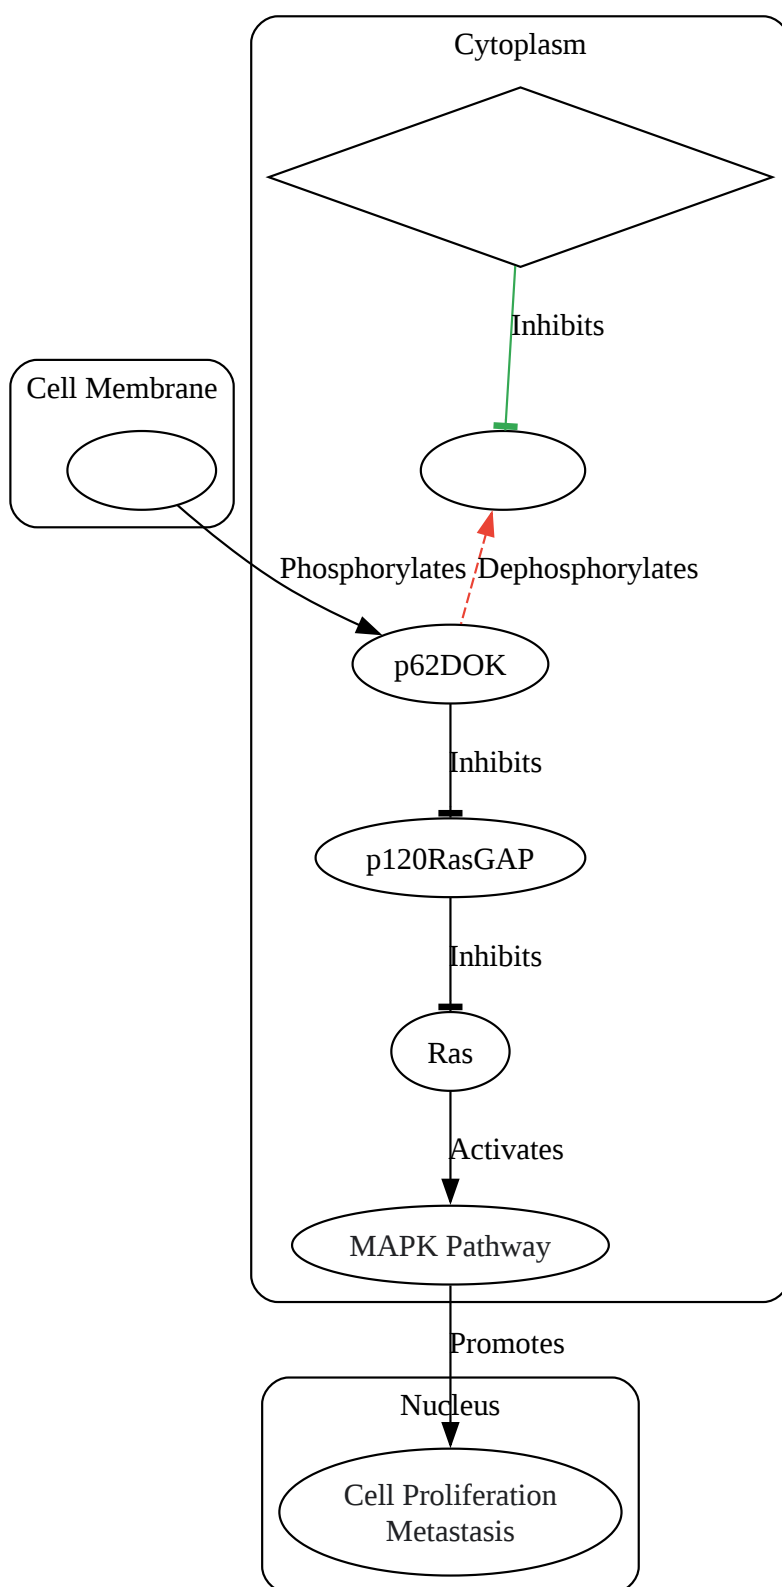 Cytoplasm
Inhibits
Cell Membrane
Phosphorylates
Dephosphorylates
p62DOK
Inhibits
p120RasGAP
Inhibits
Ras
Activates
MAPK Pathway
Promotes
Nucleus
Cell Proliferation
Metastasis